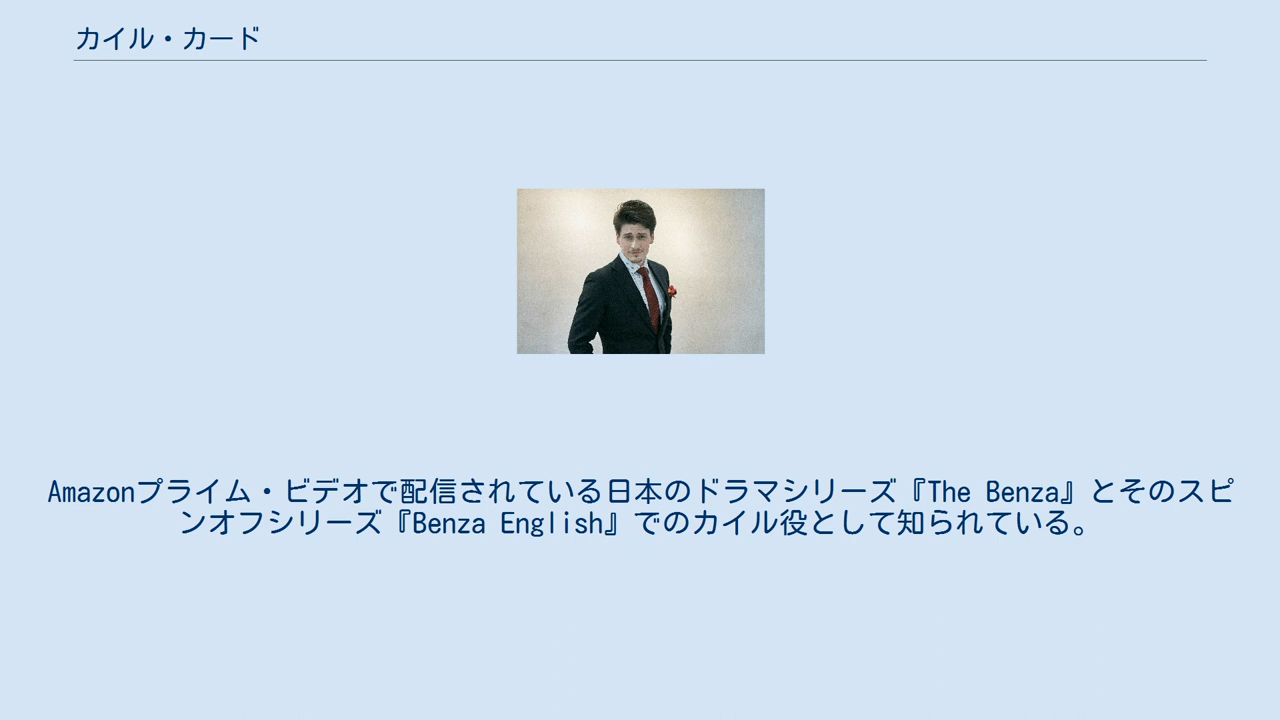 カイル・カード
Amazonプライム・ビデオで配信されている日本のドラマシリーズ『The Benza』とそのスピ
ンオフシリーズ『Benza English』でのカイル役として知られている。